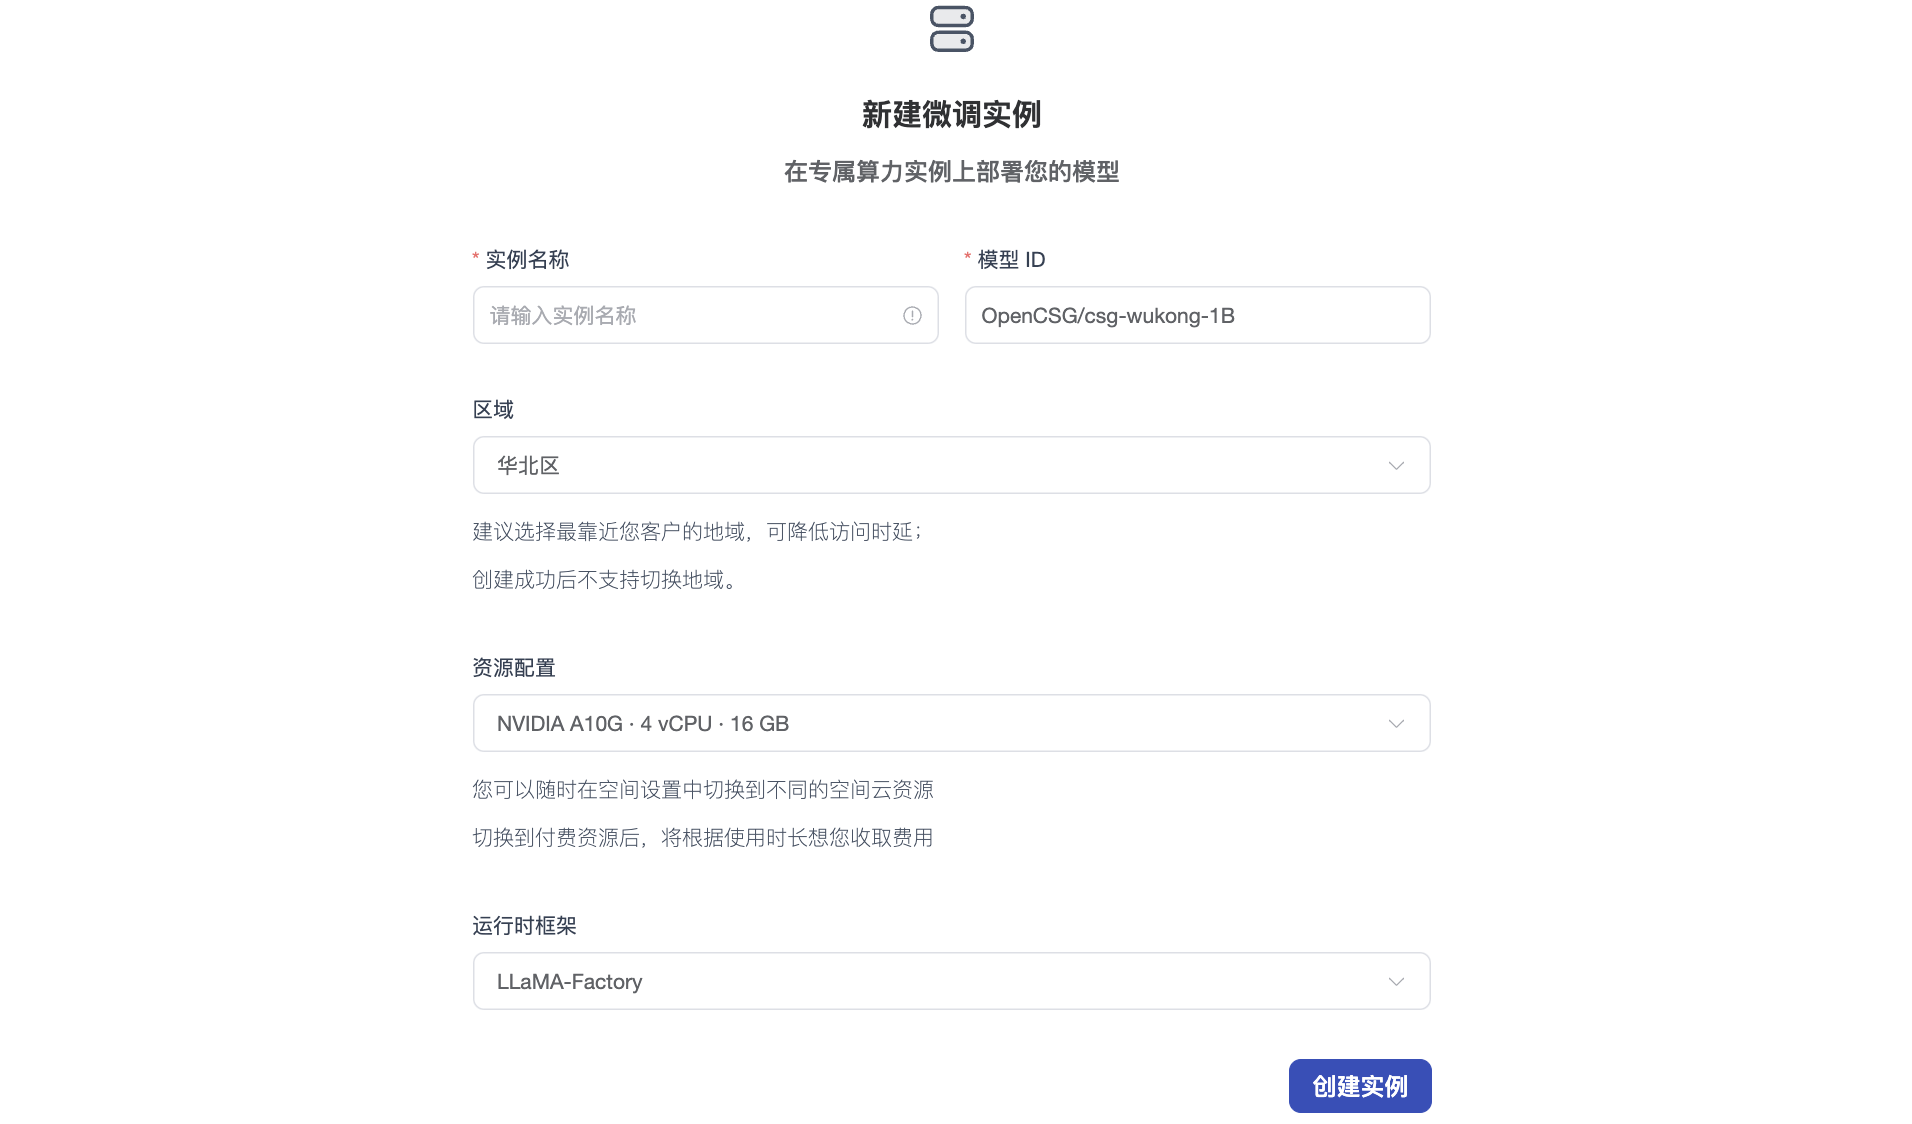 新建微调实例
在专属算力实例上部署您的模型
* 实例名称
* 模型 ID
请输入实例名称
OpenCSG/csg-wukong-1B
区域
华北区
建议选择最靠近您客户的地域，可降低访问时延；
创建成功后不支持切换地域。
资源配置
NVIDIA A10G · 4 vCPU · 16 GB
您可以随时在空间设置中切换到不同的空间云资源
切换到付费资源后，将根据使用时长想您收取费用
运行时框架
LLaMA-Factory
创建实例